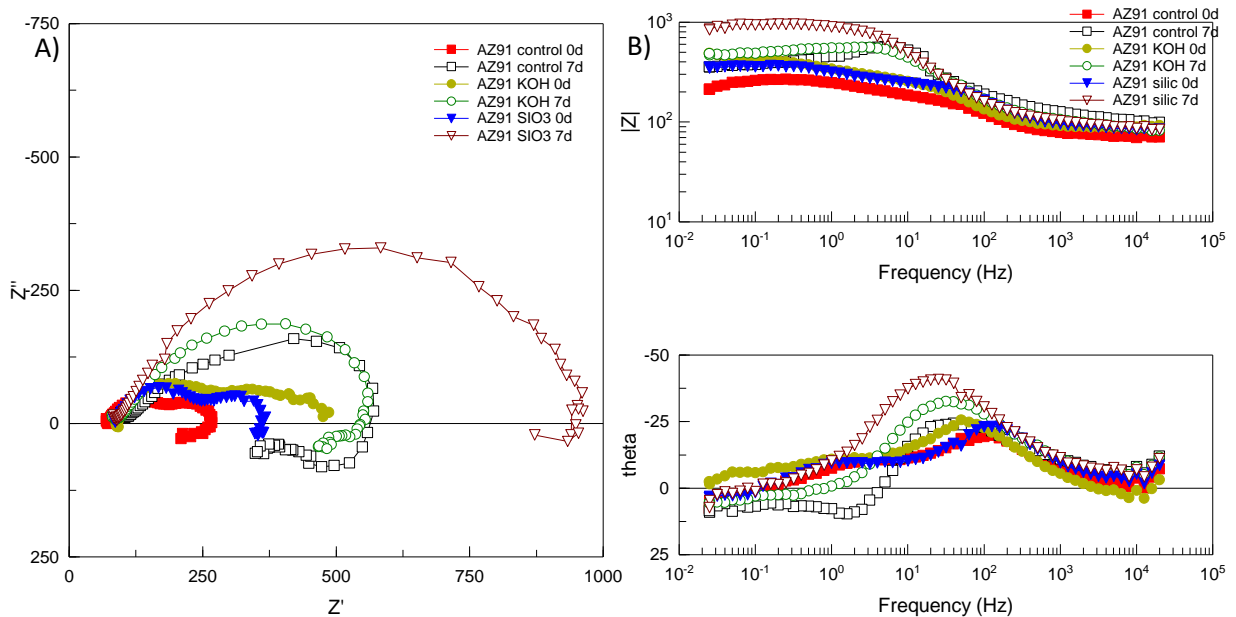 A)
-750
-500
-250
0
250
Z''
0
250
500
750
1000
Z'
AZ91 control 0d
AZ91 control 7d
AZ91 KOH 0d
AZ91 KOH 7d
AZ91 SIO3 0d
AZ91 SIO3 7d
B)
10³
10²
10¹
|Z|
10⁻²
10⁻¹
10⁰
10¹
10²
10³
10⁴
10⁵
Frequency (Hz)
AZ91 control 0d
AZ91 control 7d
AZ91 KOH 0d
AZ91 KOH 7d
AZ91 silic 0d
AZ91 silic 7d
-50
-25
0
25
theta
10⁻²
10⁻¹
10⁰
10¹
10²
10³
10⁴
10⁵
Frequency (Hz)